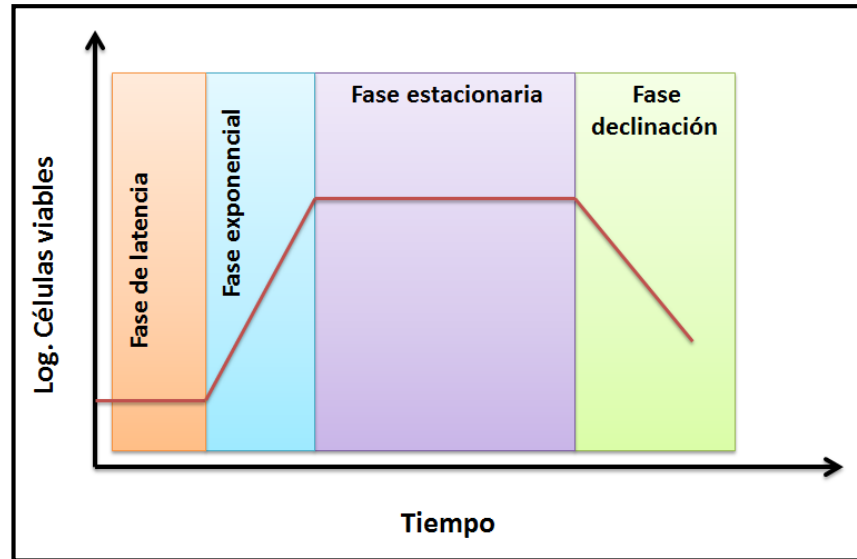 Log. Células viables
Fase de latencia
Fase exponencial
Fase estacionaria
Fase
declinación
Tiempo